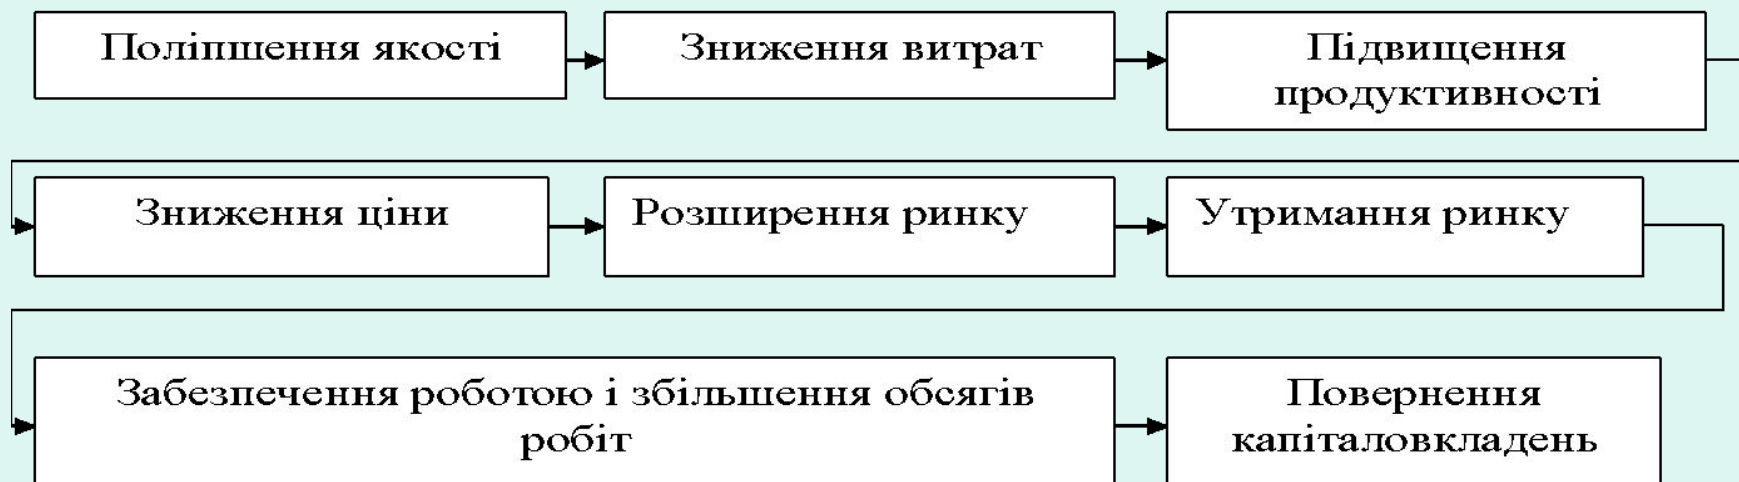 Поліпшення якості
Зниження витрат
Підвищення
продуктивності
Зниження ціни
Розширення ринку
Утримання ринку
Забезпечення роботою і збільшення обсягів
робіт
Повернення
капіталовкладень